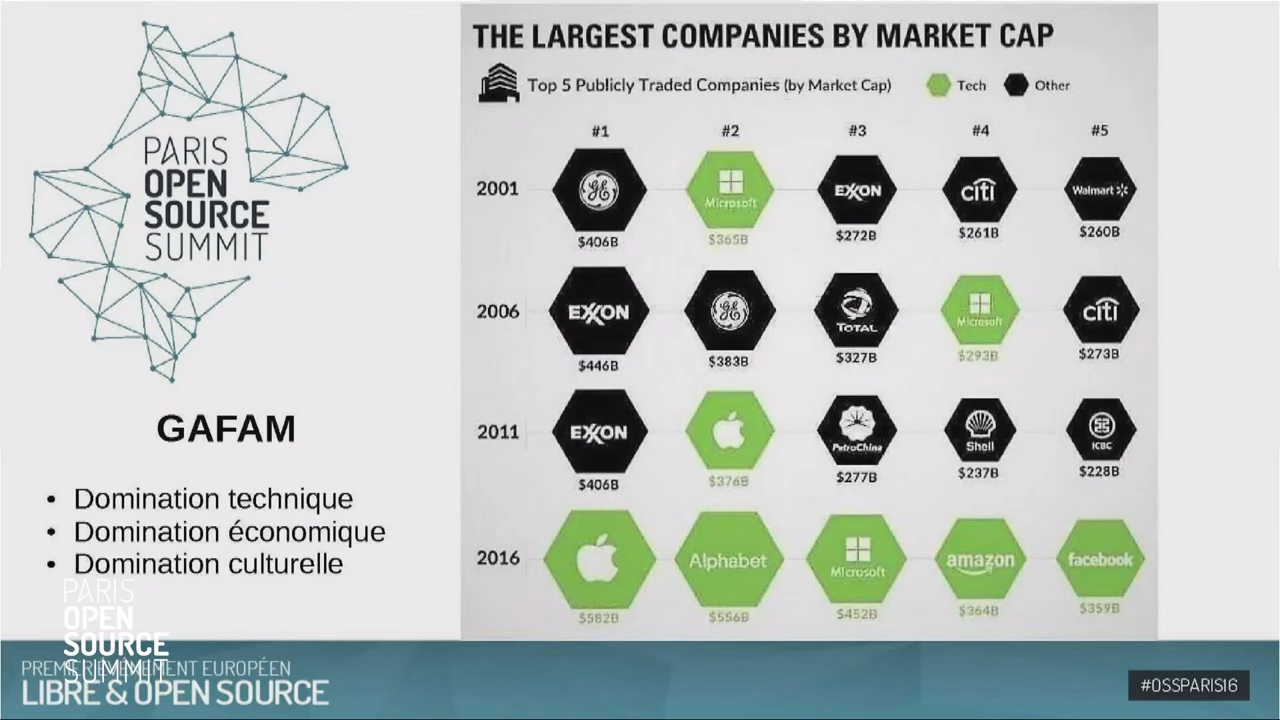 PARIS
OPEN
SOURCE
SUMMIT
GAFAM
• Domination technique
• Domination économique
• Domination culturelle
THE LARGEST COMPANIES BY MARKET CAP
Top 5 Publicly Traded Companies (by Market Cap)
Tech
Other
#1 #2 #3 #4 #5
2001
GE Microsoft EXXON citi Walmart
$406B $365B $272B $261B $260B
2006
EXXON GE TOTAL Microsoft citi
$446B $383B $327B $293B $273B
2011
EXXON PetroChina Shell ICBC
$406B $376B $277B $237B $228B
2016
Alphabet Microsoft amazon facebook
$582B $556B $452B $364B $359B
PARIS
OPEN
SOURCE
SUMMIT
PREMIER ÉVÉNEMENT EUROPÉEN
LIBRE & OPEN SOURCE
#OSSPARIS16